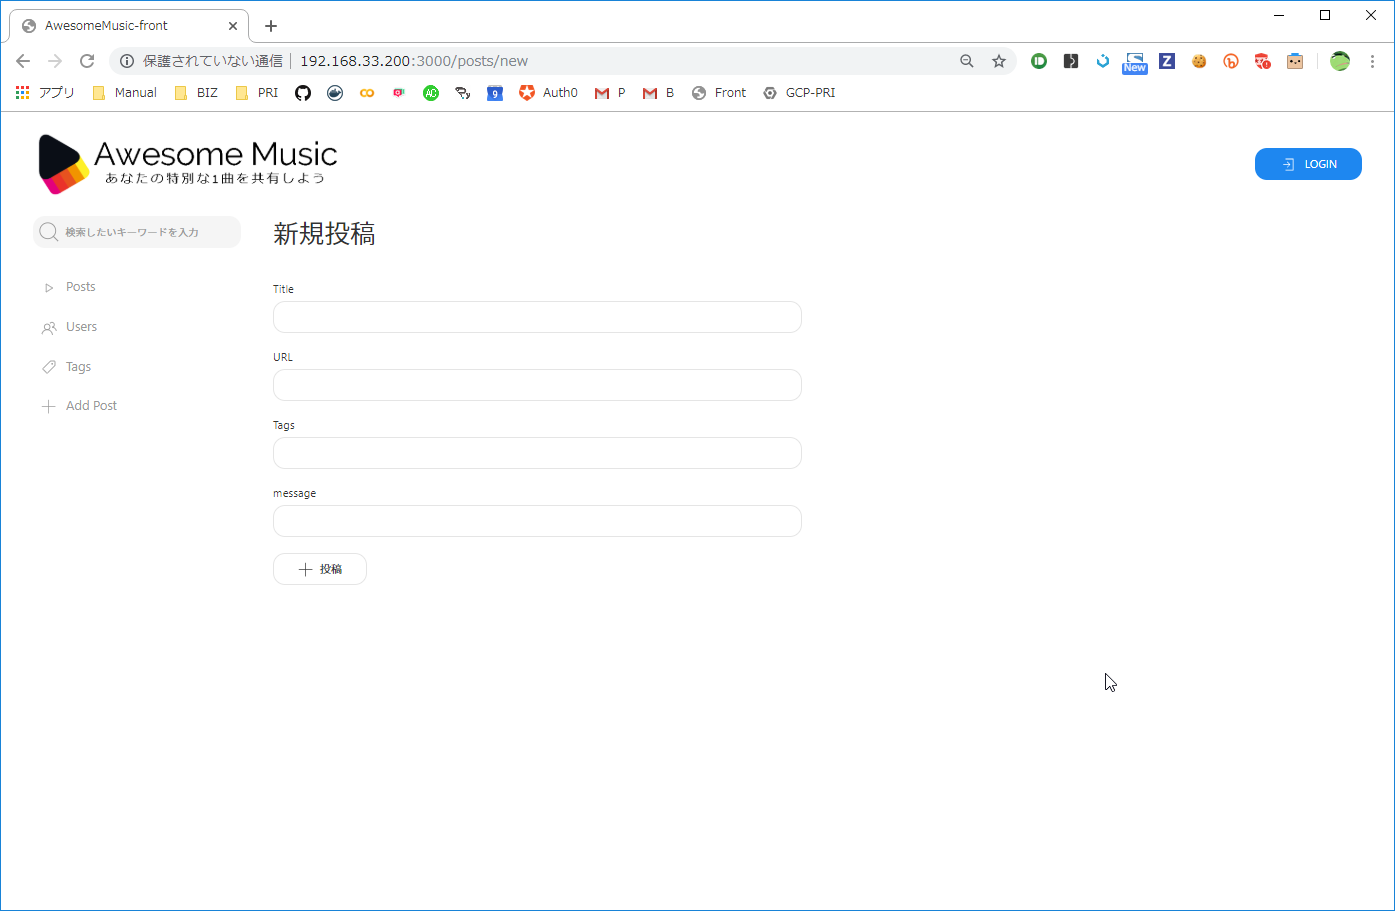 AwesomeMusic-front
保護されていない通信 192.168.33.200:3000/posts/new
New
アプリ Manual BIZ PRI AC 9 Auth0 P B Front GCP-PRI
Awesome Music
あなたの特別な1曲を共有しよう
LOGIN
検索したいキーワードを入力
Posts
Users
Tags
Add Post
新規投稿
Title
URL
Tags
message
投稿